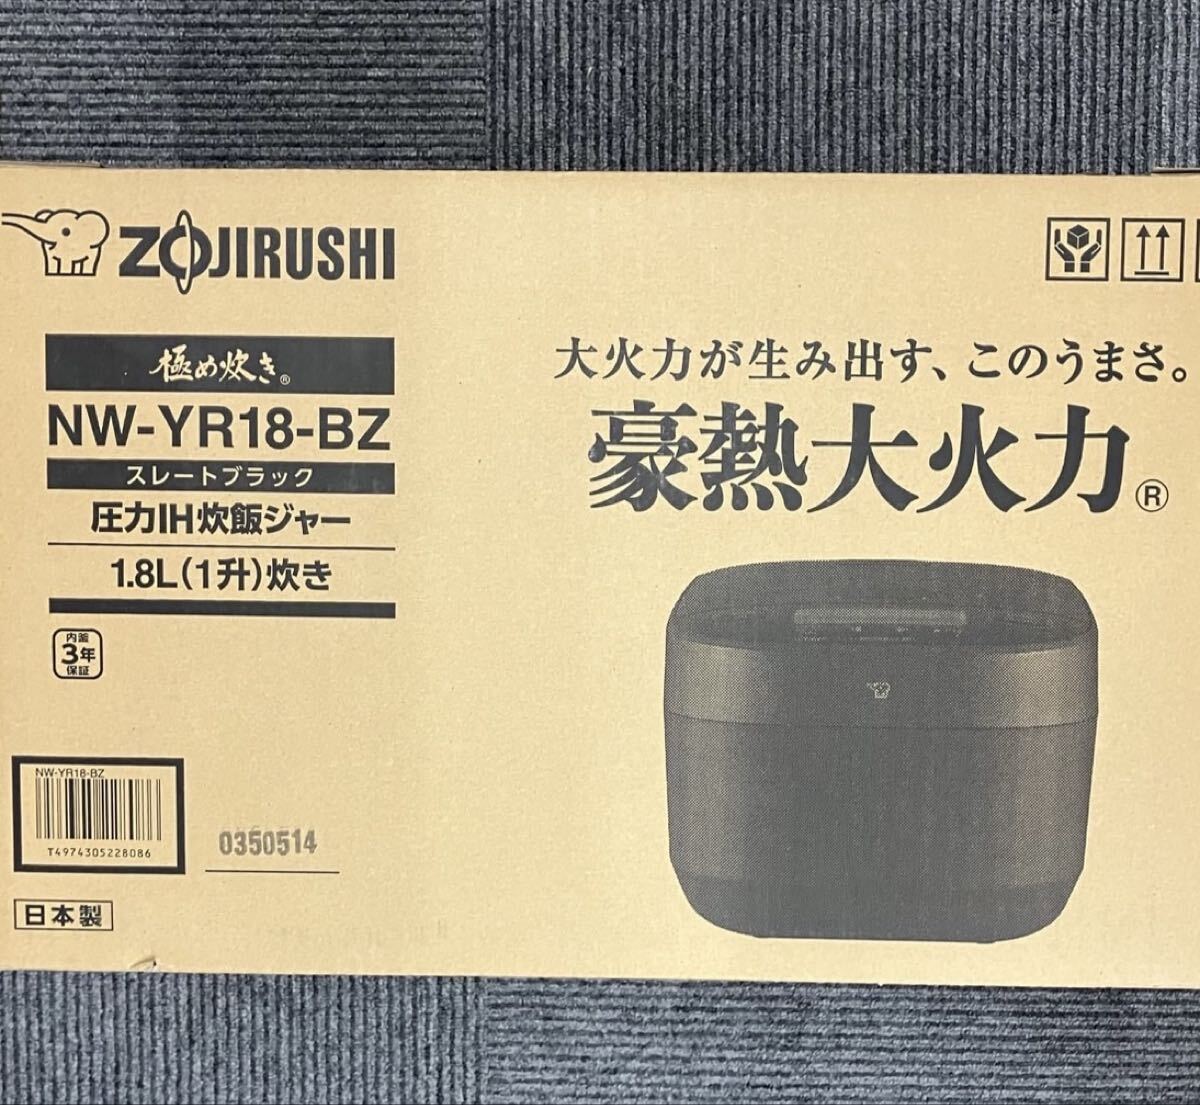 ZOJIRUSHI
極め炊き®
NW-YR18-BZ
スレートブラック
圧力IH炊飯ジャー
1.8L(1升)炊き
内釜
3年
保証
大火力が生み出す、このうまさ。
豪熱大火力®
NW-YR18-BZ
T4974305228086
0350514
日本製